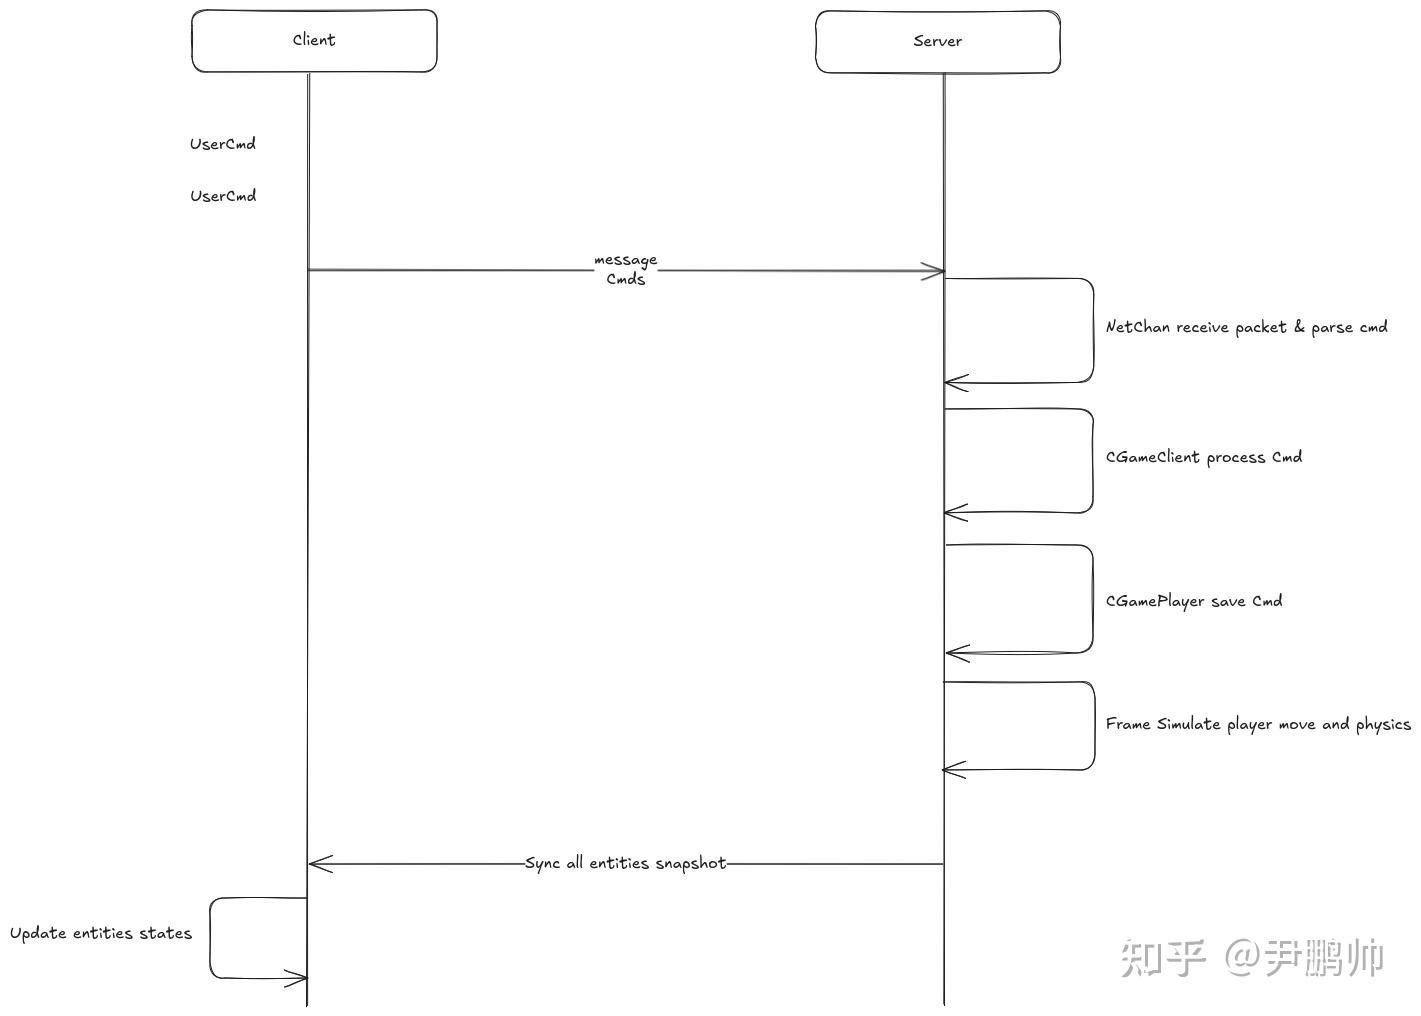 Client
Server
UserCmd
UserCmd
message
Cmds
NetChan receive packet & parse cmd
CGameClient process Cmd
CGamePlayer save Cmd
Frame Simulate player move and physics
Sync all entities snapshot
Update entities states
知乎 @尹鹏帅